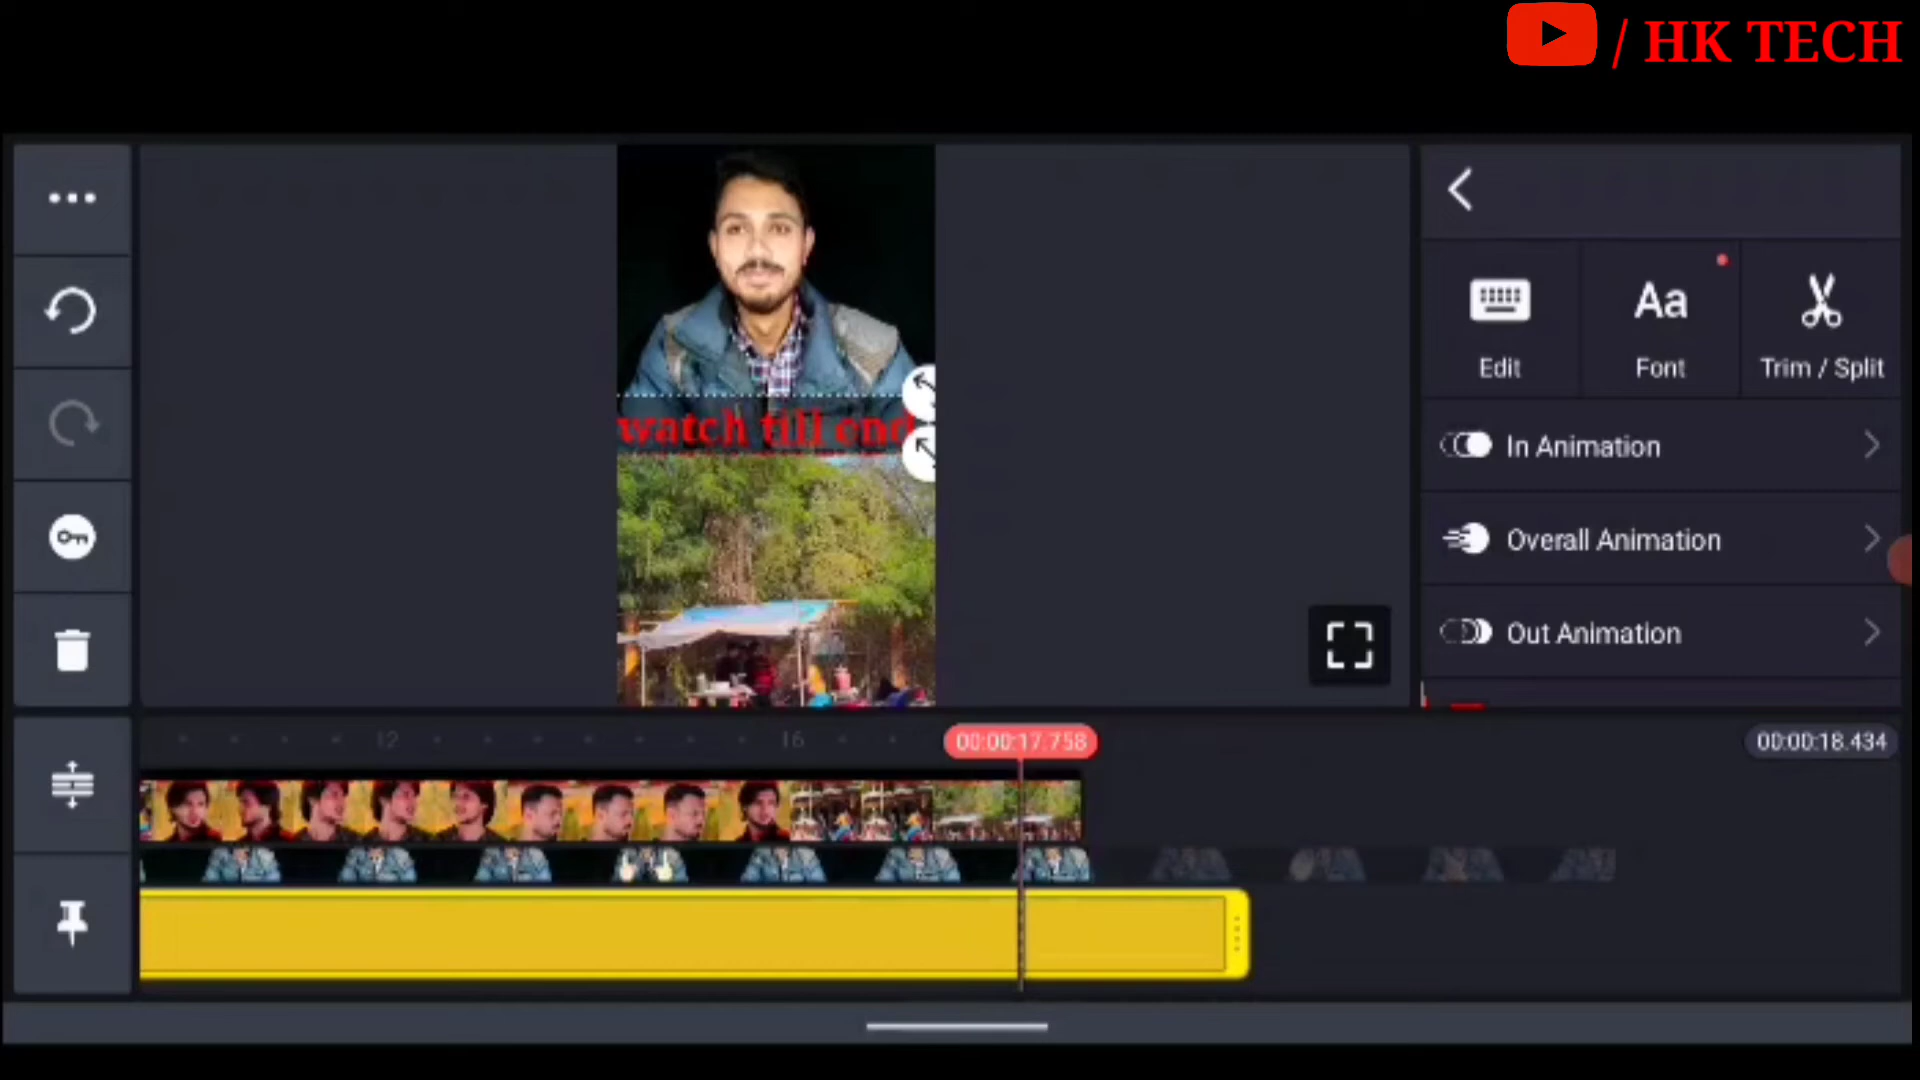 / HK TECH
Aa
Edit
Font
Trim / Split
In Animation
watch till end
Overall Animation
Out Animation
12
16
00:00:17.758
00:00:18.434